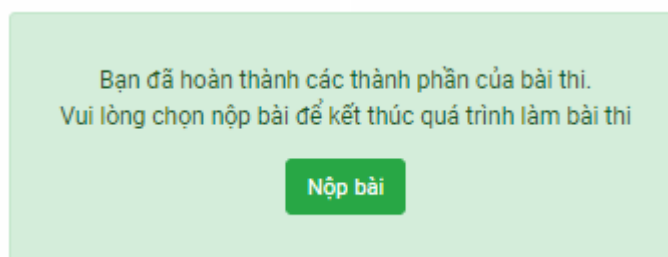 Bạn đã hoàn thành các thành phần của bài thi.
Vui lòng chọn nộp bài để kết thúc quá trình làm bài thi
Nộp bài